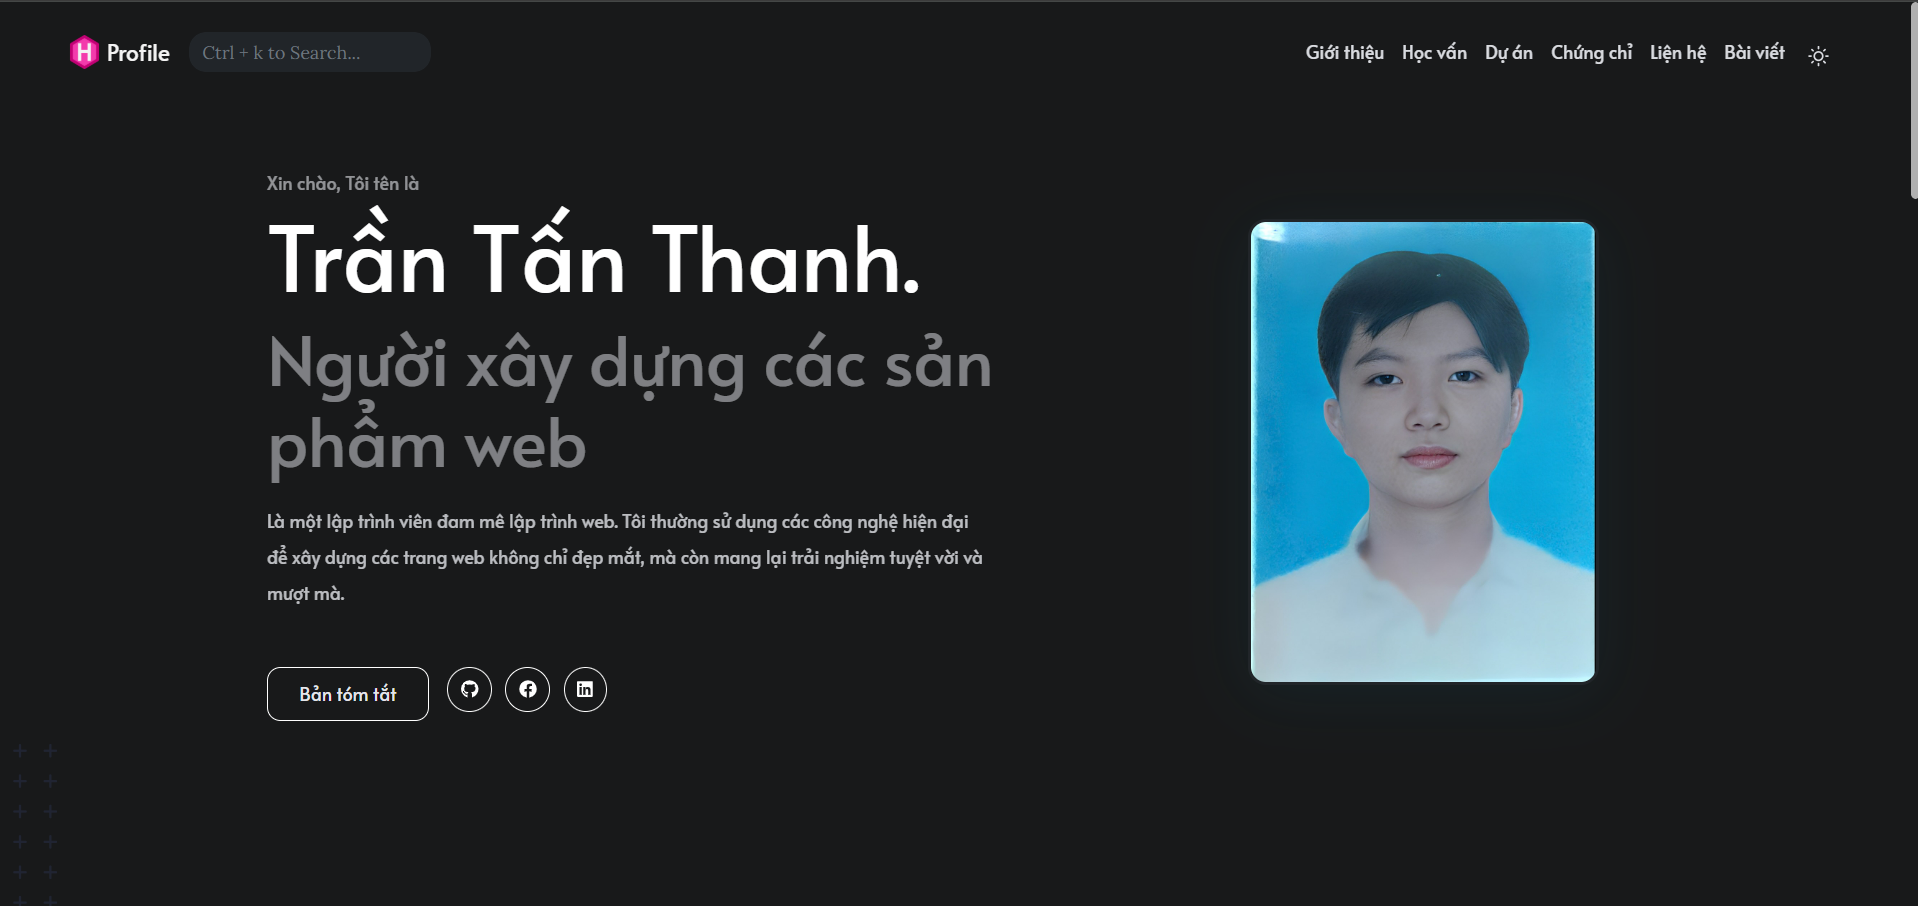 H Profile
Ctrl + k to Search...
Giới thiệu Học vấn Dự án Chứng chỉ Liện hệ Bài viết
Xin chào, Tôi tên là
Trần Tấn Thanh.
Người xây dựng các sản
phẩm web
Là một lập trình viên đam mê lập trình web. Tôi thường sử dụng các công nghệ hiện đại
để xây dựng các trang web không chỉ đẹp mắt, mà còn mang lại trải nghiệm tuyệt vời và
mượt mà.
Bản tóm tắt